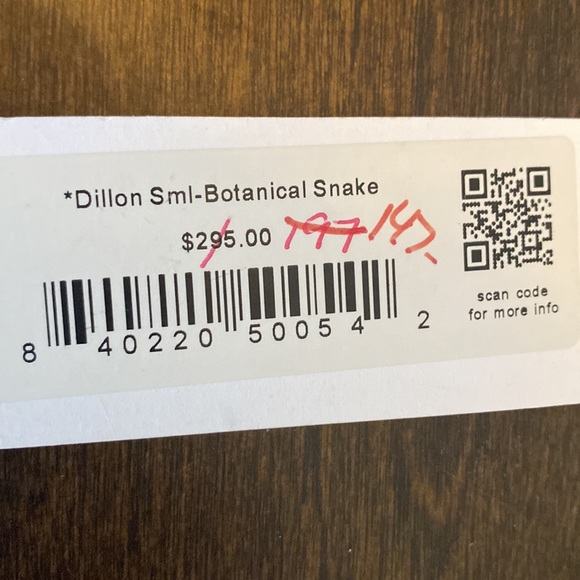 *Dillon Sml-Botanical Snake
$295.00 197 147.
8 40220 50054 2
scan code
for more info